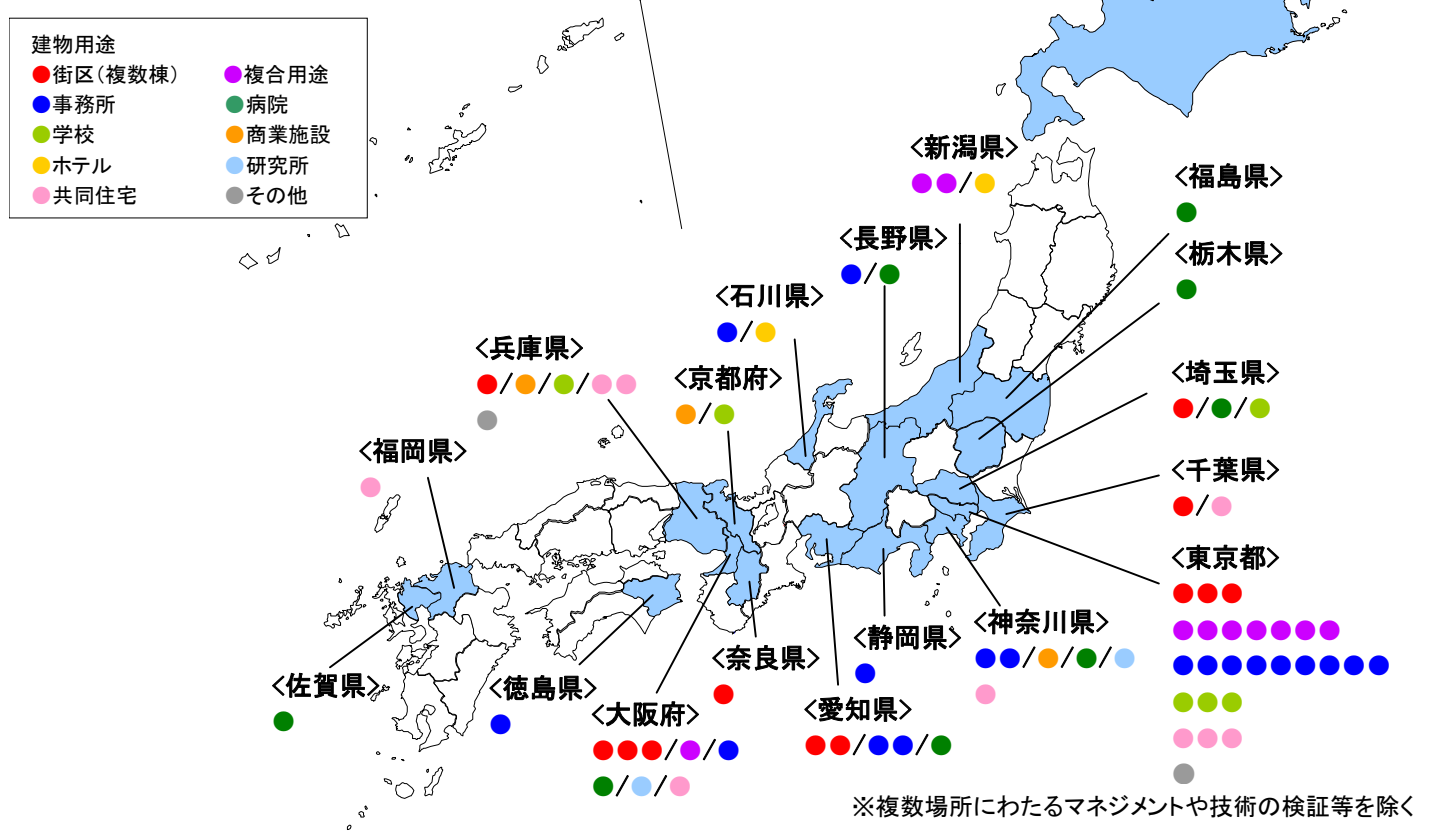 建物用途
街区（複数棟）
複合用途
事務所
病院
学校
商業施設
ホテル
研究所
共同住宅
その他
<新潟県>
/
<福島県>
<長野県>
/
<栃木県>
<石川県>
/
<兵庫県>
/ / /
<京都府>
/
<埼玉県>
/ /
<福岡県>
<千葉県>
/
<東京都>
<神奈川県>
/ / /
<静岡県>
<奈良県>
<佐賀県>
<徳島県>
<大阪府>
/ /
/ /
<愛知県>
/ /
※複数場所にわたるマネジメントや技術の検証等を除く